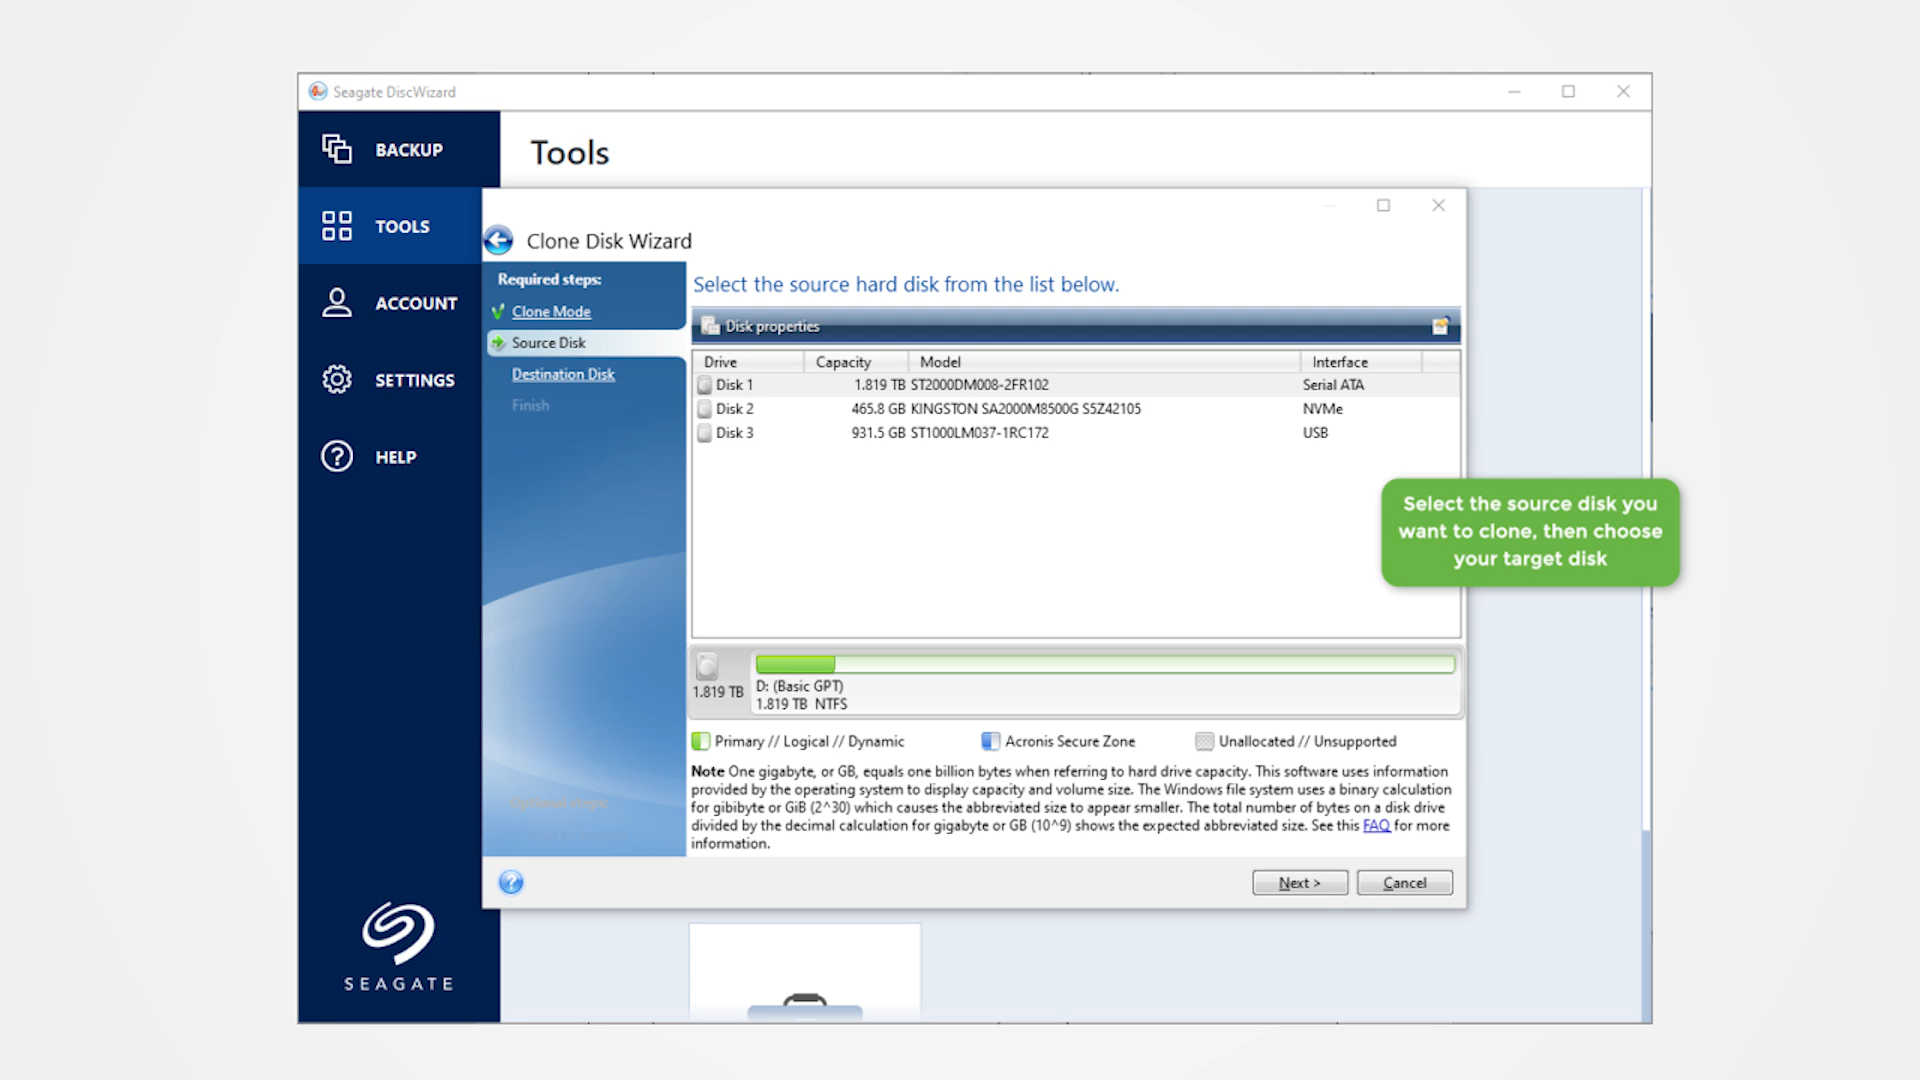 Seagate DiscWizard
BACKUP
TOOLS
ACCOUNT
SETTINGS
HELP
SEAGATE
Tools
Clone Disk Wizard
Required steps:
Clone Mode
Source Disk
Destination Disk
Finish
Optional steps:
Select the source hard disk from the list below.
Disk properties
Drive Capacity Model Interface
Disk 1 1.819 TB ST2000DM008-2FR102 Serial ATA
Disk 2 465.8 GB KINGSTON SA2000M8500G S5Z42105 NVMe
Disk 3 931.5 GB ST1000LM037-1RC172 USB
Select the source disk you
want to clone, then choose
your target disk
1.819 TB
D: (Basic GPT)
1.819 TB NTFS
Primary // Logical // Dynamic Acronis Secure Zone Unallocated // Unsupported
Note One gigabyte, or GB, equals one billion bytes when referring to hard drive capacity. This software uses information
provided by the operating system to display capacity and volume size. The Windows file system uses a binary calculation
for gibibyte or GiB (2^30) which causes the abbreviated size to appear smaller. The total number of bytes on a disk drive
divided by the decimal calculation for gigabyte or GB (10^9) shows the expected abbreviated size. See this FAQ for more
information.
Next > Cancel